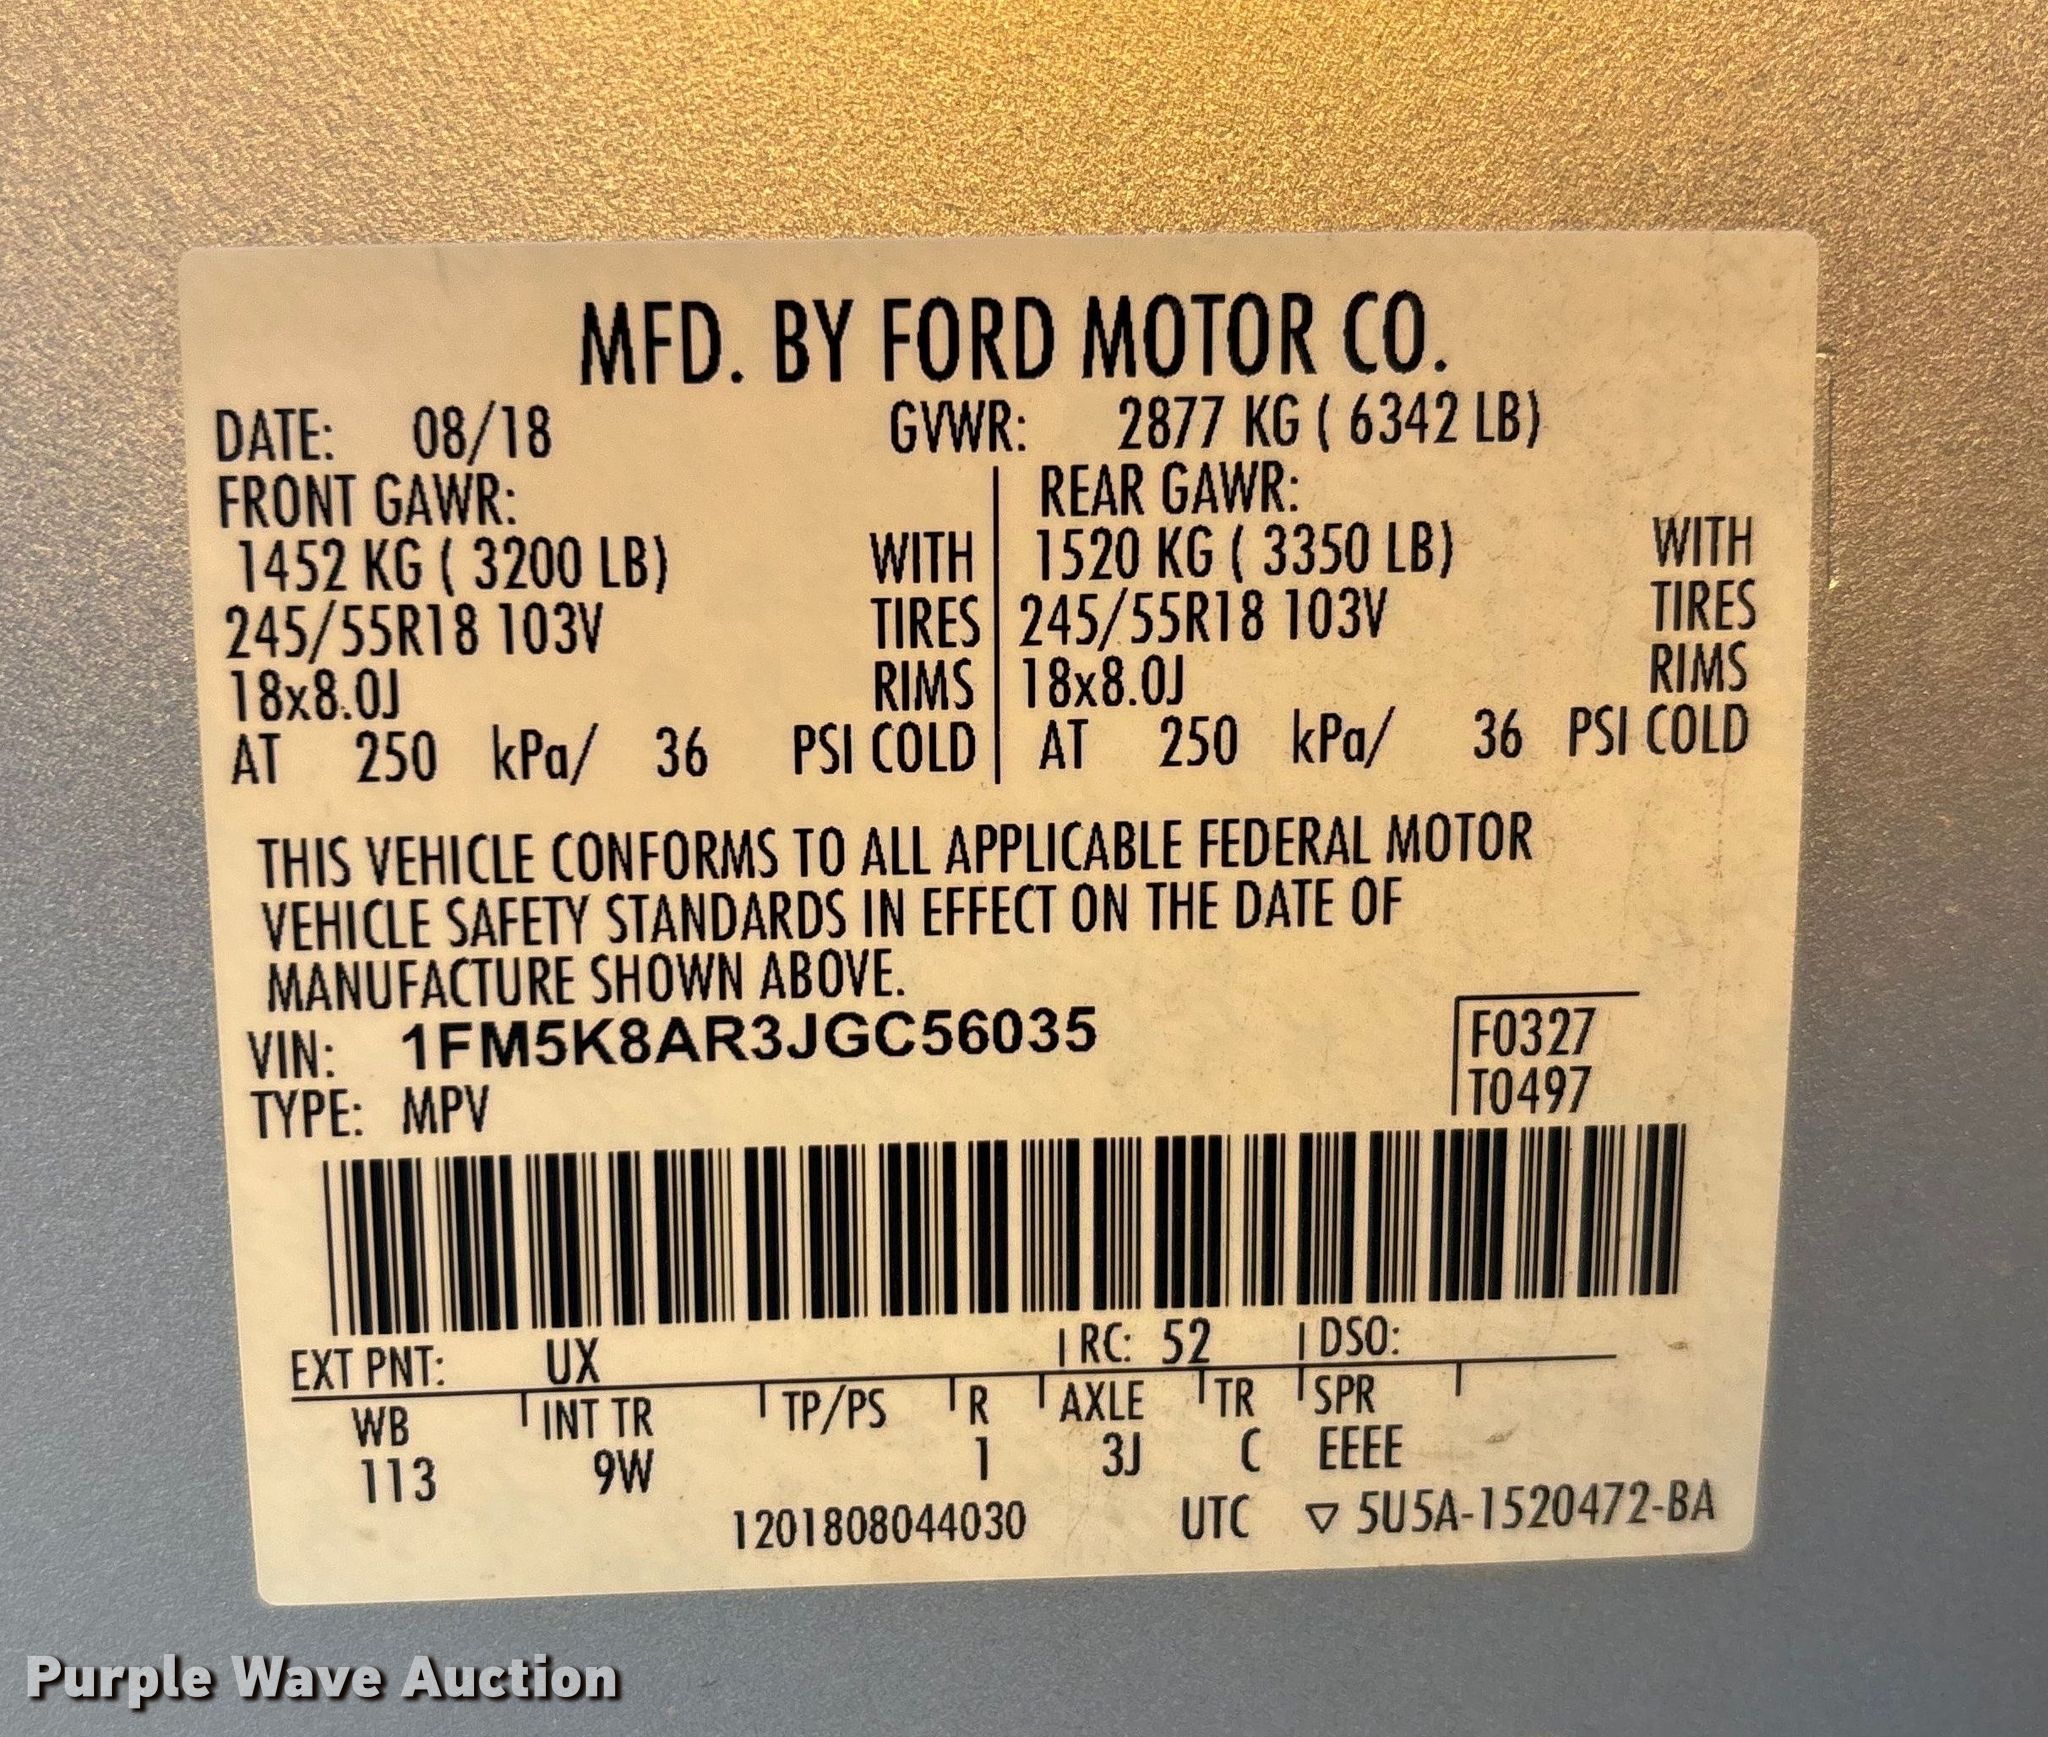 MFD. BY FORD MOTOR CO.
DATE: 08/18 GVWR: 2877 KG ( 6342 LB)
FRONT GAWR: REAR GAWR:
1452 KG ( 3200 LB) WITH 1520 KG ( 3350 LB) WITH
245/55R18 103V TIRES 245/55R18 103V TIRES
18x8.0J RIMS 18x8.0J RIMS
AT 250 kPa/ 36 PSI COLD AT 250 kPa/ 36 PSI COLD
THIS VEHICLE CONFORMS TO ALL APPLICABLE FEDERAL MOTOR
VEHICLE SAFETY STANDARDS IN EFFECT ON THE DATE OF
MANUFACTURE SHOWN ABOVE.
VIN: 1FM5K8AR3JGC56035 F0327
TYPE: MPV T0497
EXT PNT: UX RC: 52 DSO:
WB INT TR TP/PS R AXLE TR SPR
113 9W 1 3J C EEEE
1201808044030 UTC ▽ 5U5A-1520472-BA
Purple Wave Auction